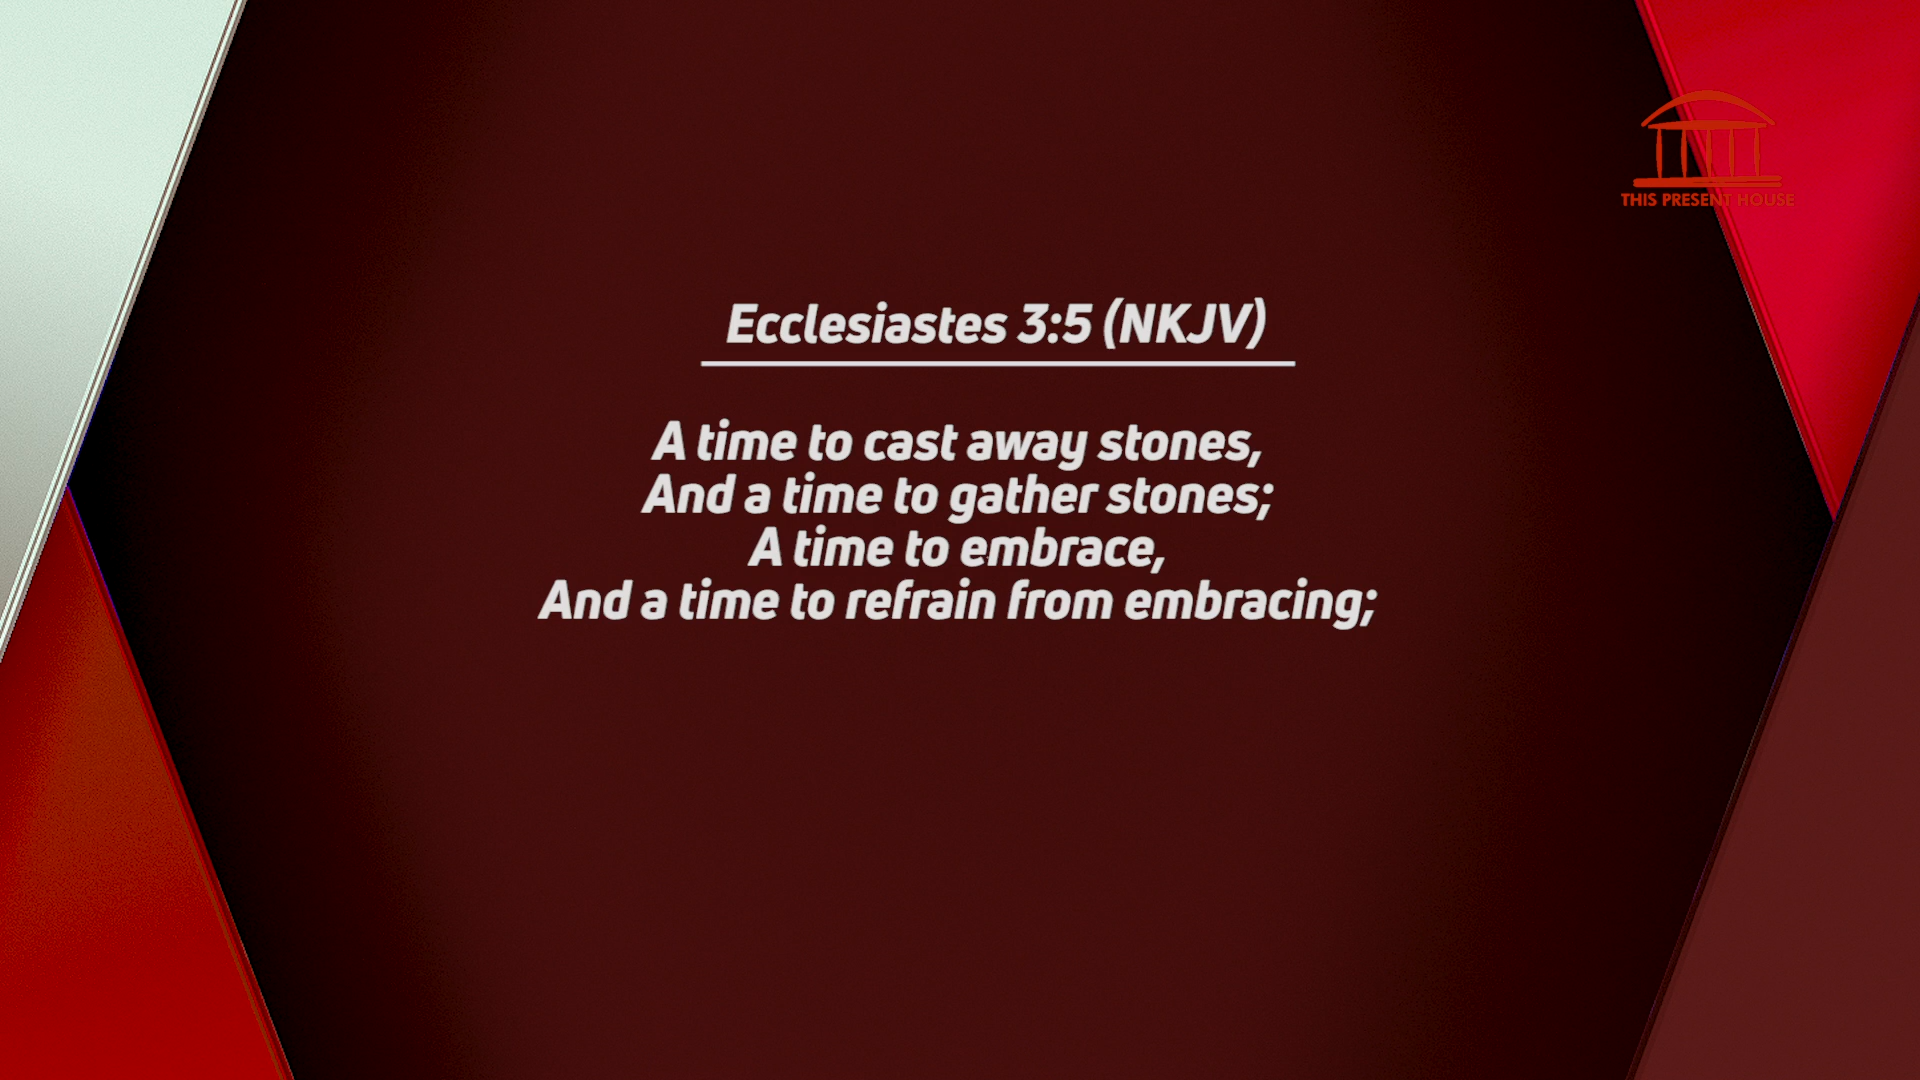 THIS PRESENT HOUSE
Ecclesiastes 3:5 (NKJV)
A time to cast away stones,
And a time to gather stones;
A time to embrace,
And a time to refrain from embracing;